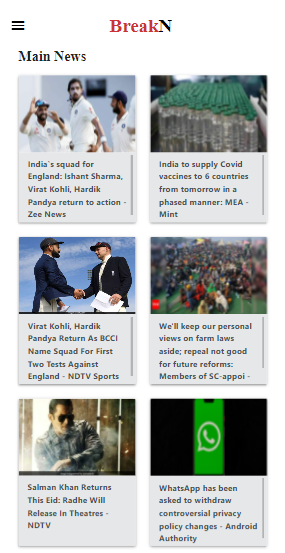 BreakN
Main News
India`s squad for
England: Ishant Sharma,
Virat Kohli, Hardik
Pandya return to action -
Zee News
India to supply Covid
vaccines to 6 countries
from tomorrow in a
phased manner: MEA -
Mint
Virat Kohli, Hardik
Pandya Return As BCCI
Name Squad For First
Two Tests Against
England - NDTV Sports
We'll keep our personal
views on farm laws
aside; repeal not good
for future reforms:
Members of SC-appoi -
Salman Khan Returns
This Eid: Radhe Will
Release In Theatres -
NDTV
WhatsApp has been
asked to withdraw
controversial privacy
policy changes - Android
Authority